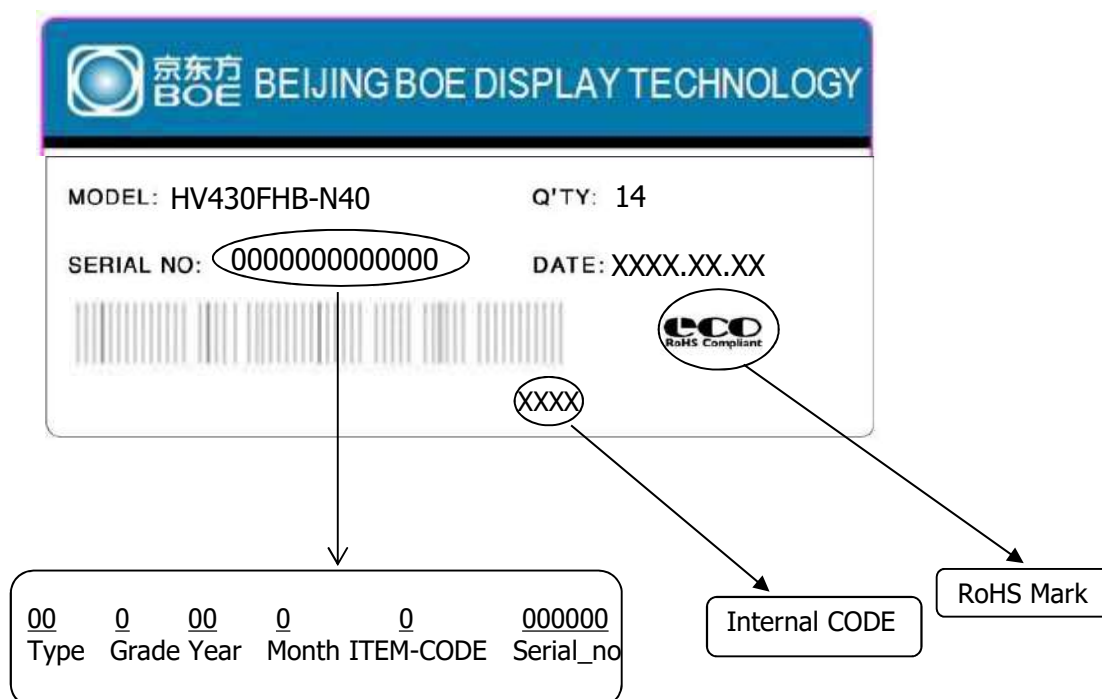 京东方
BOE BEIJING BOE DISPLAY TECHNOLOGY
MODEL: HV430FHB-N40 Q'TY: 14
SERIAL NO: 0000000000000 DATE: XXXX.XX.XX
eco
RoHS Compliant
XXXX
00 0 00 0 0 000000
Type Grade Year Month ITEM-CODE Serial_no
Internal CODE
RoHS Mark